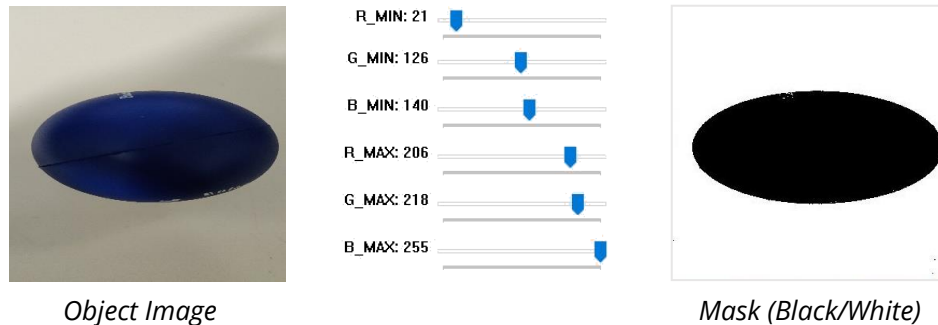 R_MIN: 21
G_MIN: 126
B_MIN: 140
R_MAX: 206
G_MAX: 218
B_MAX: 255
Object Image
Mask (Black/White)